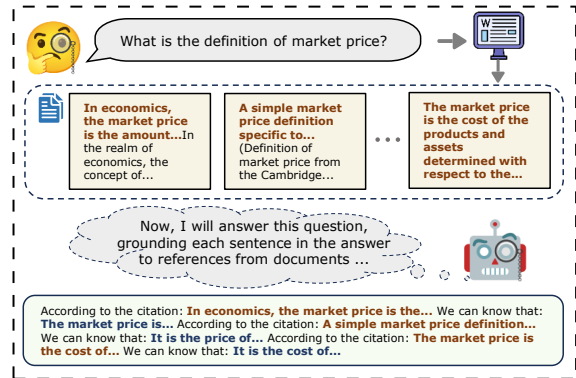 What is the definition of market price?
W
In economics,
the market price
is the amount...In
the realm of
economics, the
concept of...
A simple market
price definition
specific to...
(Definition of
market price from
the Cambridge...
The market price
is the cost of the
products and
assets
determined with
respect to the...
Now, I will answer this question,
grounding each sentence in the answer
to references from documents ...
According to the citation: In economics, the market price is the... We can know that:
The market price is... According to the citation: A simple market price definition...
We can know that: It is the price of... According to the citation: The market price
is the cost of... We can know that: It is the cost of...